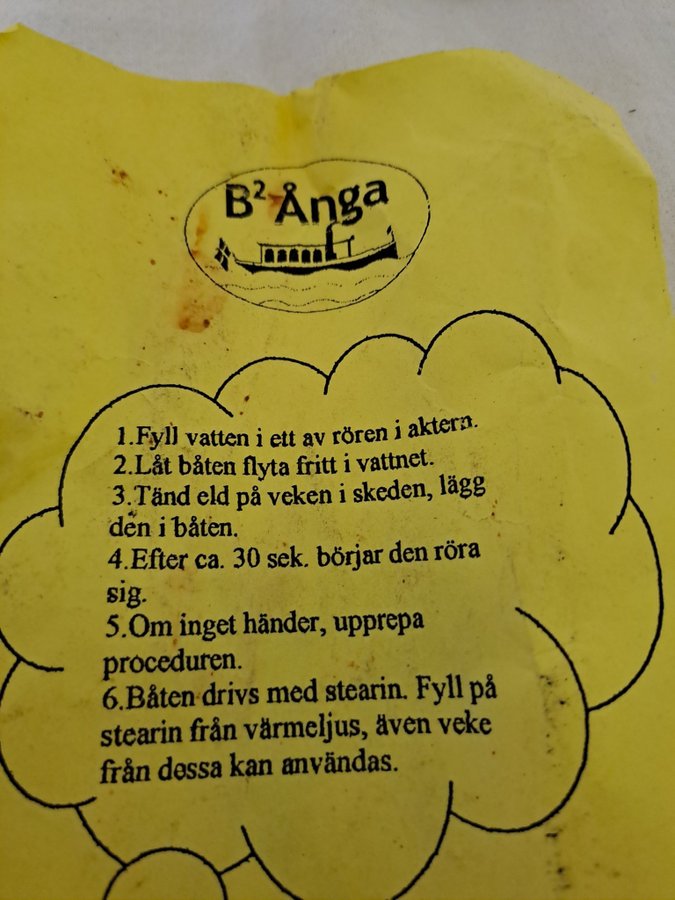 B² Ånga
1.Fyll vatten i ett av rören i aktern.
2.Låt båten flyta fritt i vattnet.
3.Tänd eld på veken i skeden, lägg
den i båten.
4.Efter ca. 30 sek. börjar den röra
sig.
5.Om inget händer, upprepa
proceduren.
6.Båten drivs med stearin. Fyll på
stearin från värmeljus, även veke
från dessa kan användas.